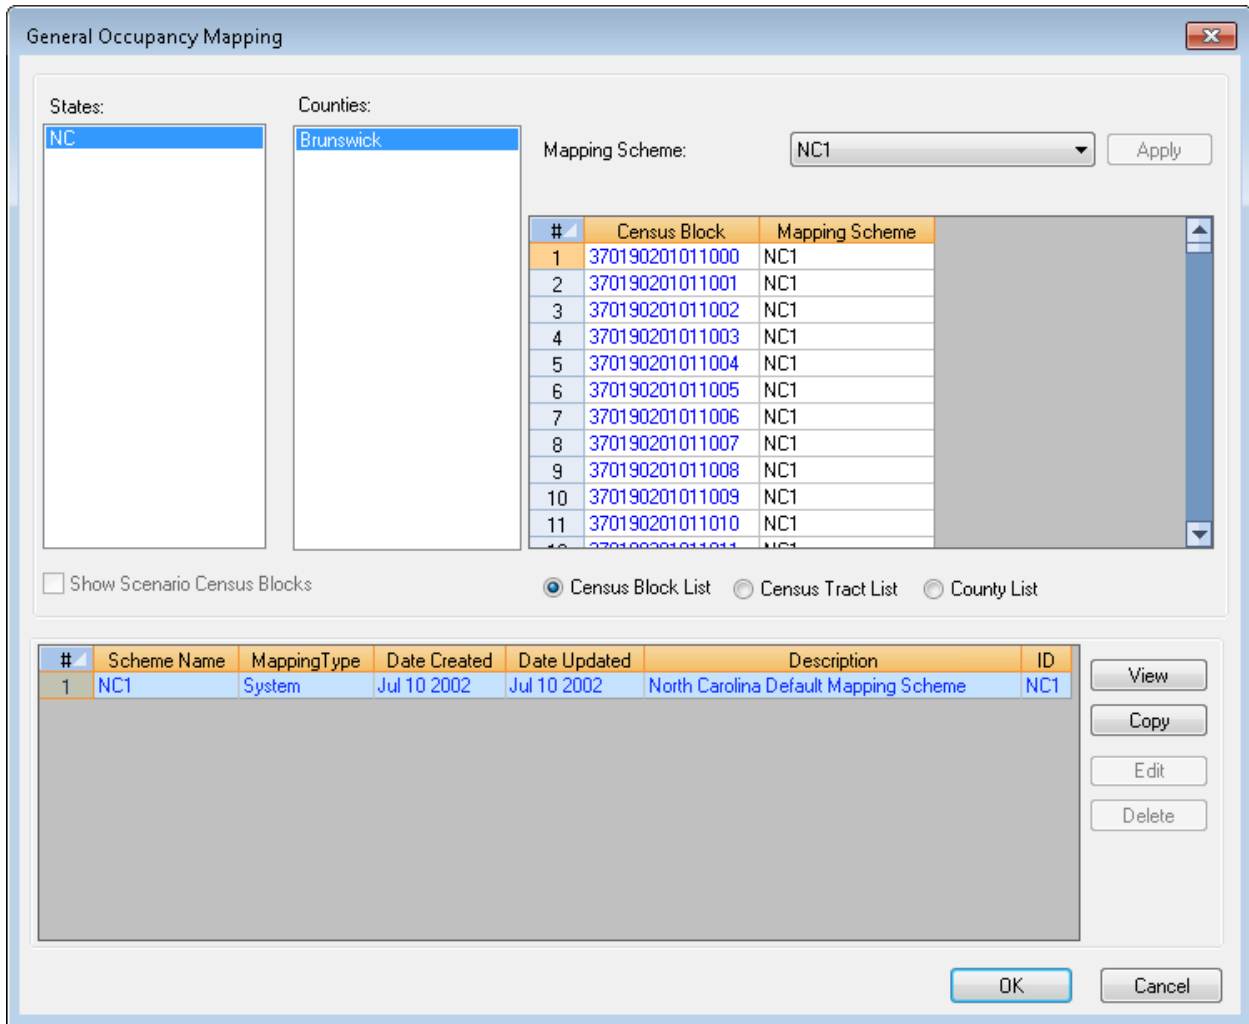 General Occupancy Mapping
States:
Counties:
NC
Brunswick
Mapping Scheme:
NC1
Apply
# Census Block Mapping Scheme
1 370190201011000 NC1
2 370190201011001 NC1
3 370190201011002 NC1
4 370190201011003 NC1
5 370190201011004 NC1
6 370190201011005 NC1
7 370190201011006 NC1
8 370190201011007 NC1
9 370190201011008 NC1
10 370190201011009 NC1
11 370190201011010 NC1
Show Scenario Census Blocks
Census Block List Census Tract List County List
# Scheme Name MappingType Date Created Date Updated Description ID
1 NC1 System Jul 10 2002 Jul 10 2002 North Carolina Default Mapping Scheme NC1
View
Copy
Edit
Delete
OK Cancel